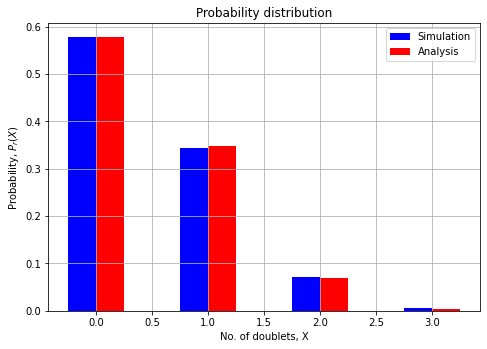 Probability distribution
Simulation
Analysis
Probability, $P_r(X)$
0.6
0.5
0.4
0.3
0.2
0.1
0.0
0.0 0.5 1.0 1.5 2.0 2.5 3.0
No. of doublets, X